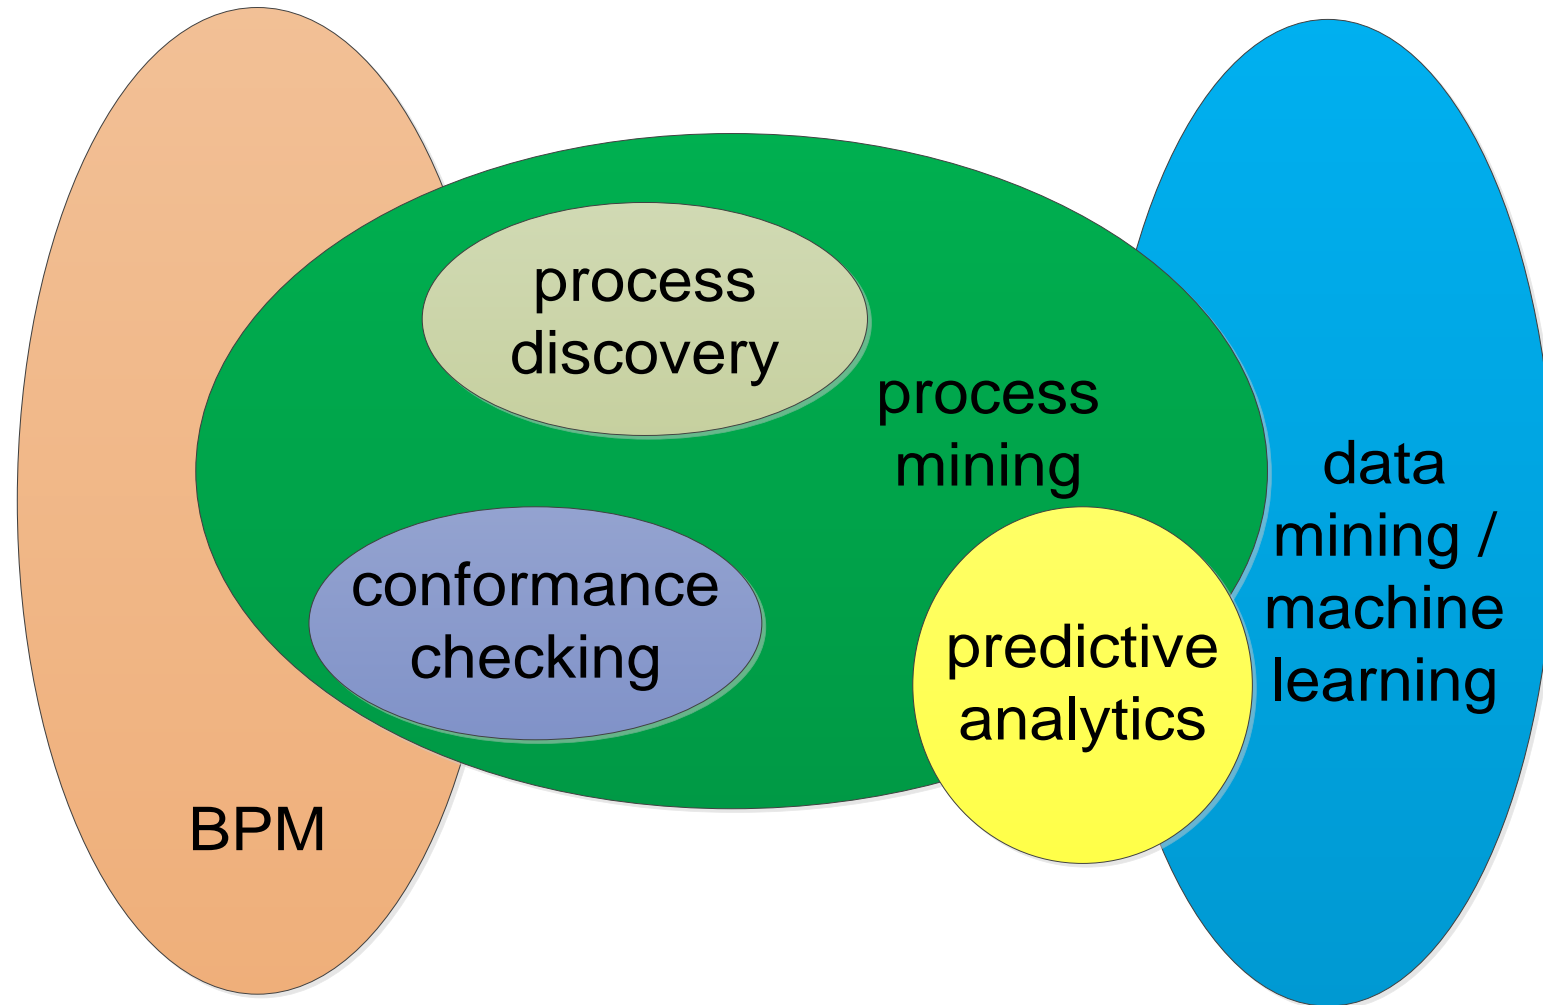 process
discovery
process
mining
data
mining /
machine
learning
conformance
checking
predictive
analytics
BPM